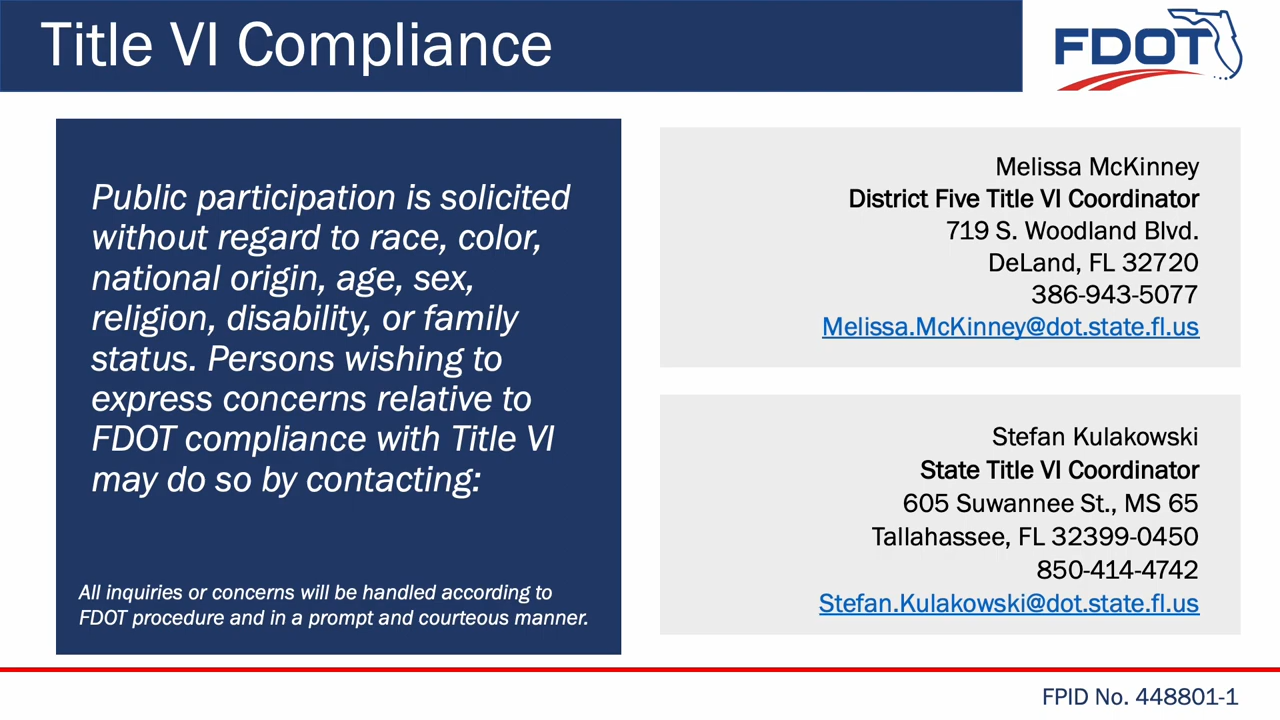 Title VI Compliance
FDOT
Public participation is solicited
without regard to race, color,
national origin, age, sex,
religion, disability, or family
status. Persons wishing to
express concerns relative to
FDOT compliance with Title VI
may do so by contacting:
All inquiries or concerns will be handled according to
FDOT procedure and in a prompt and courteous manner.
Melissa McKinney
District Five Title VI Coordinator
719 S. Woodland Blvd.
DeLand, FL 32720
386-943-5077
Melissa.McKinney@dot.state.fl.us
Stefan Kulakowski
State Title VI Coordinator
605 Suwannee St., MS 65
Tallahassee, FL 32399-0450
850-414-4742
Stefan.Kulakowski@dot.state.fl.us
FPID No. 448801-1